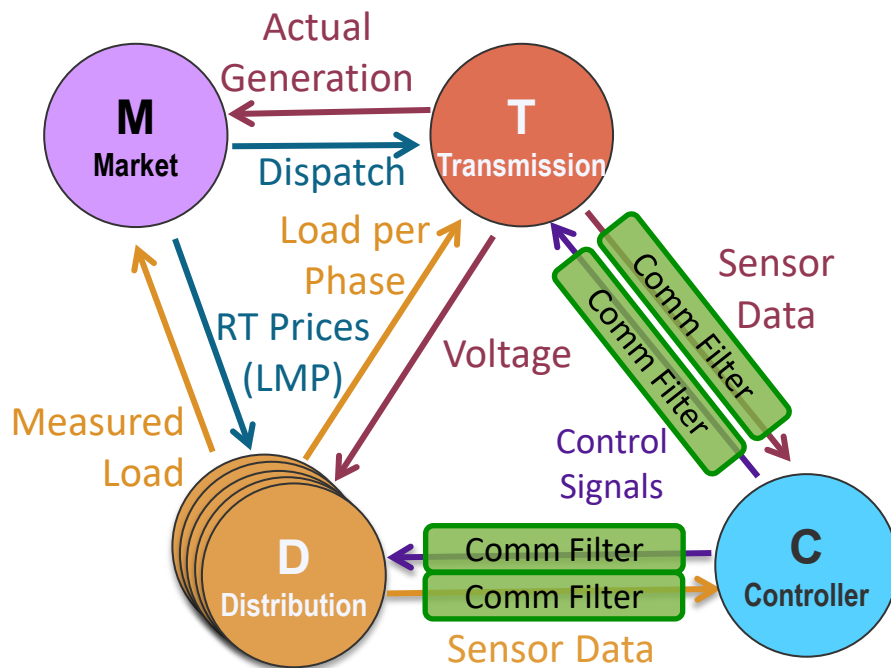 Actual
Generation
M
Market
T
Transmission
Dispatch
Load per
Phase
RT Prices
(LMP)
Voltage
Measured
Load
Comm Filter
Comm Filter
Sensor
Data
Control
Signals
D
Distribution
Comm Filter
Comm Filter
Sensor Data
C
Controller